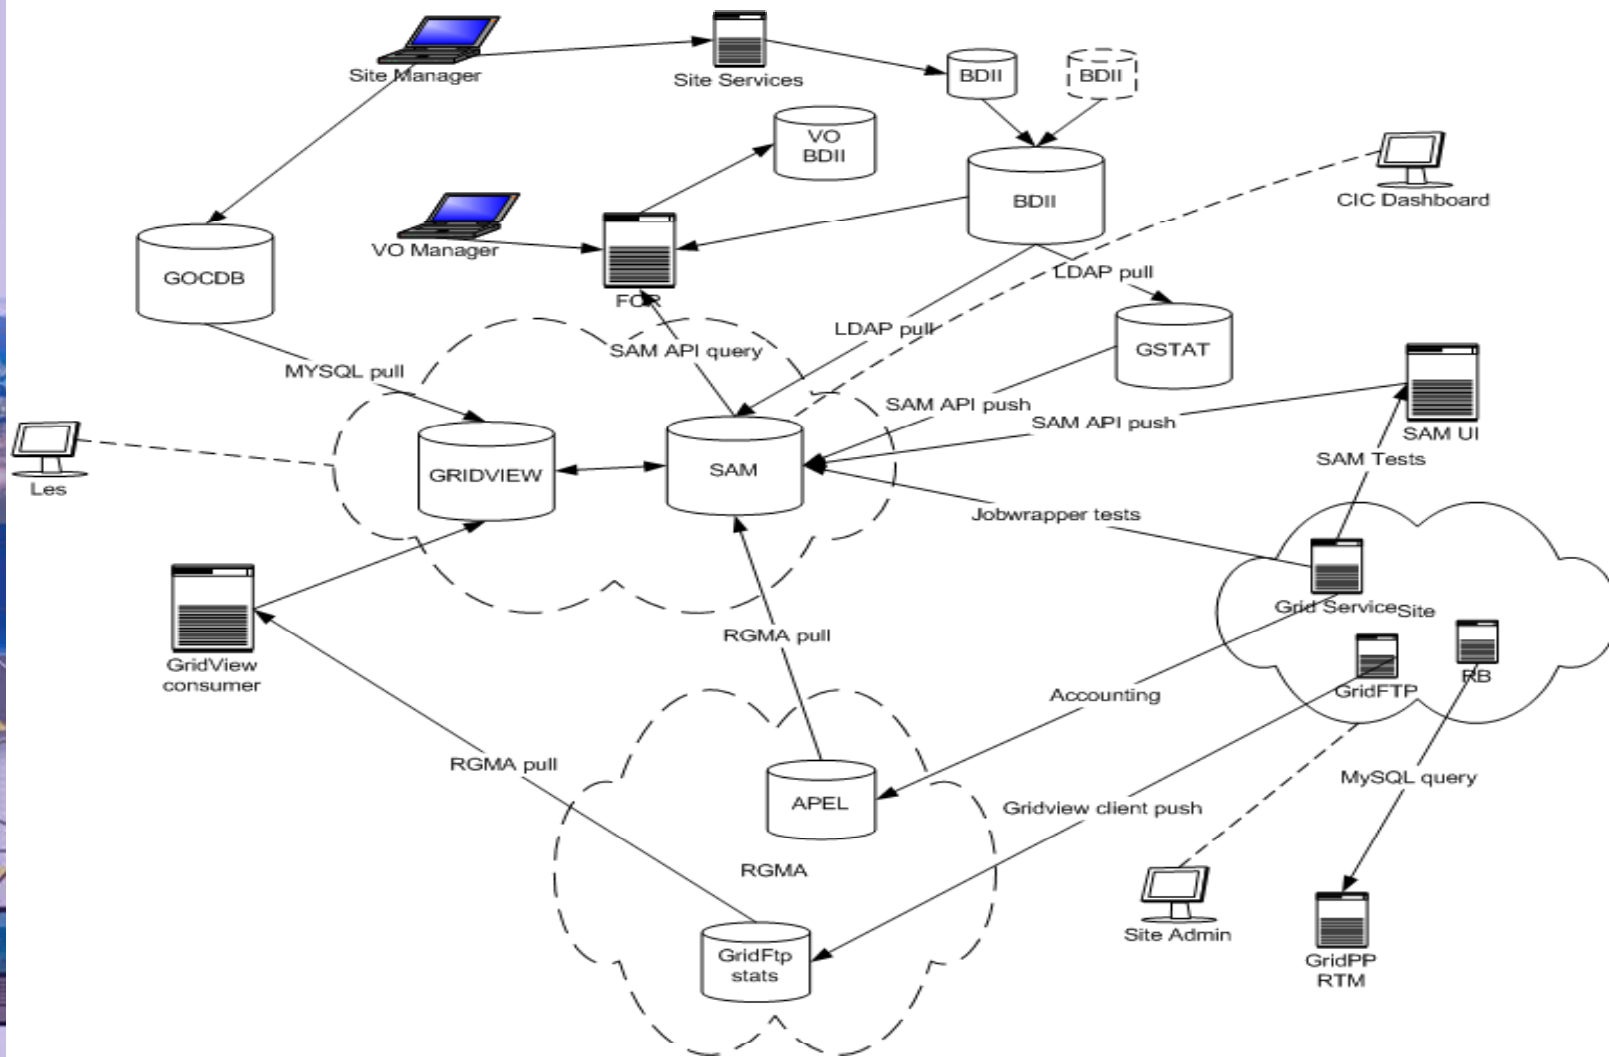 Site Manager
Site Services
BDII
BDII
VO
BDII
CIC Dashboard
BDII
VO Manager
GOCDB
LDAP pull
FCR
LDAP pull
SAM API query
GSTAT
MYSQL pull
SAM API push
SAM API push
SAM UI
SAM Tests
GRIDVIEW
SAM
Les
Jobwrapper tests
Grid Service
Site
RGMA pull
GridView
consumer
RB
GridFTP
Accounting
RGMA pull
MySQL query
APEL
Gridview client push
RGMA
Site Admin
GridFtp
stats
GridPP
RTM